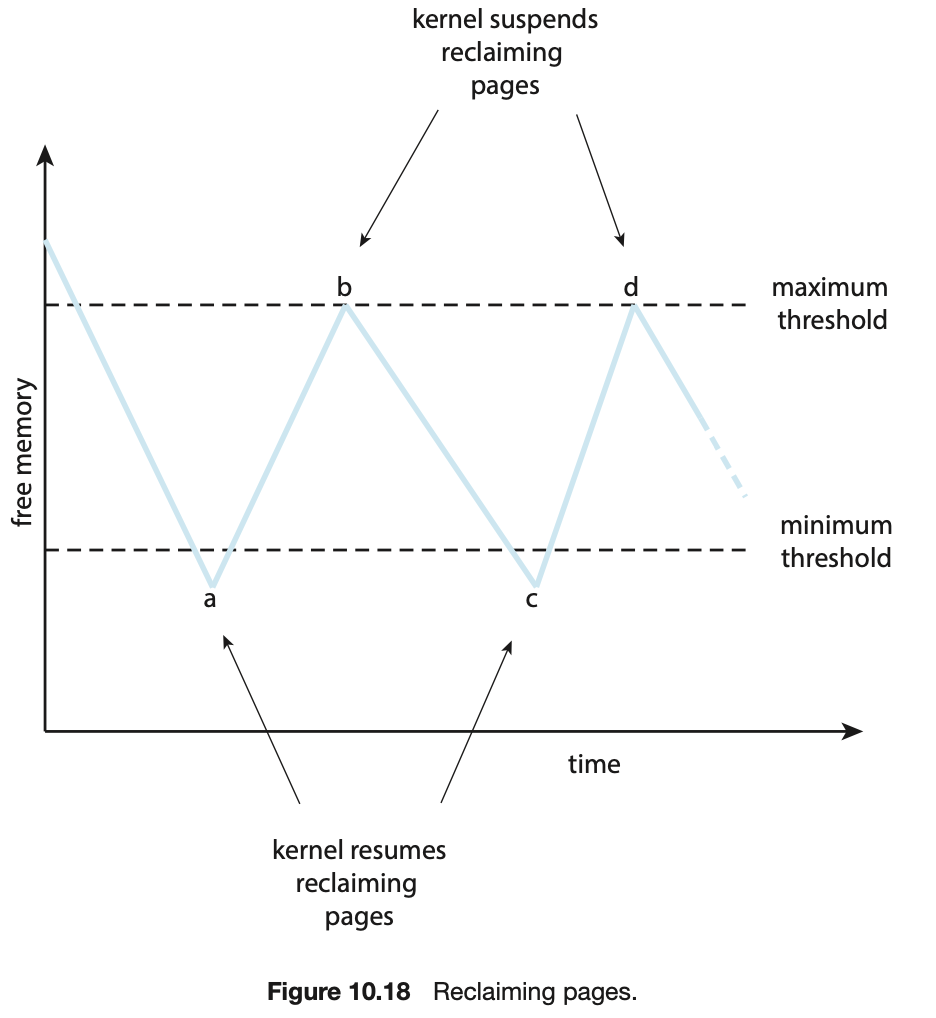 kernel suspends
reclaiming
pages
b
d
maximum
threshold
free memory
minimum
threshold
a
c
time
kernel resumes
reclaiming
pages
Figure 10.18 Reclaiming pages.